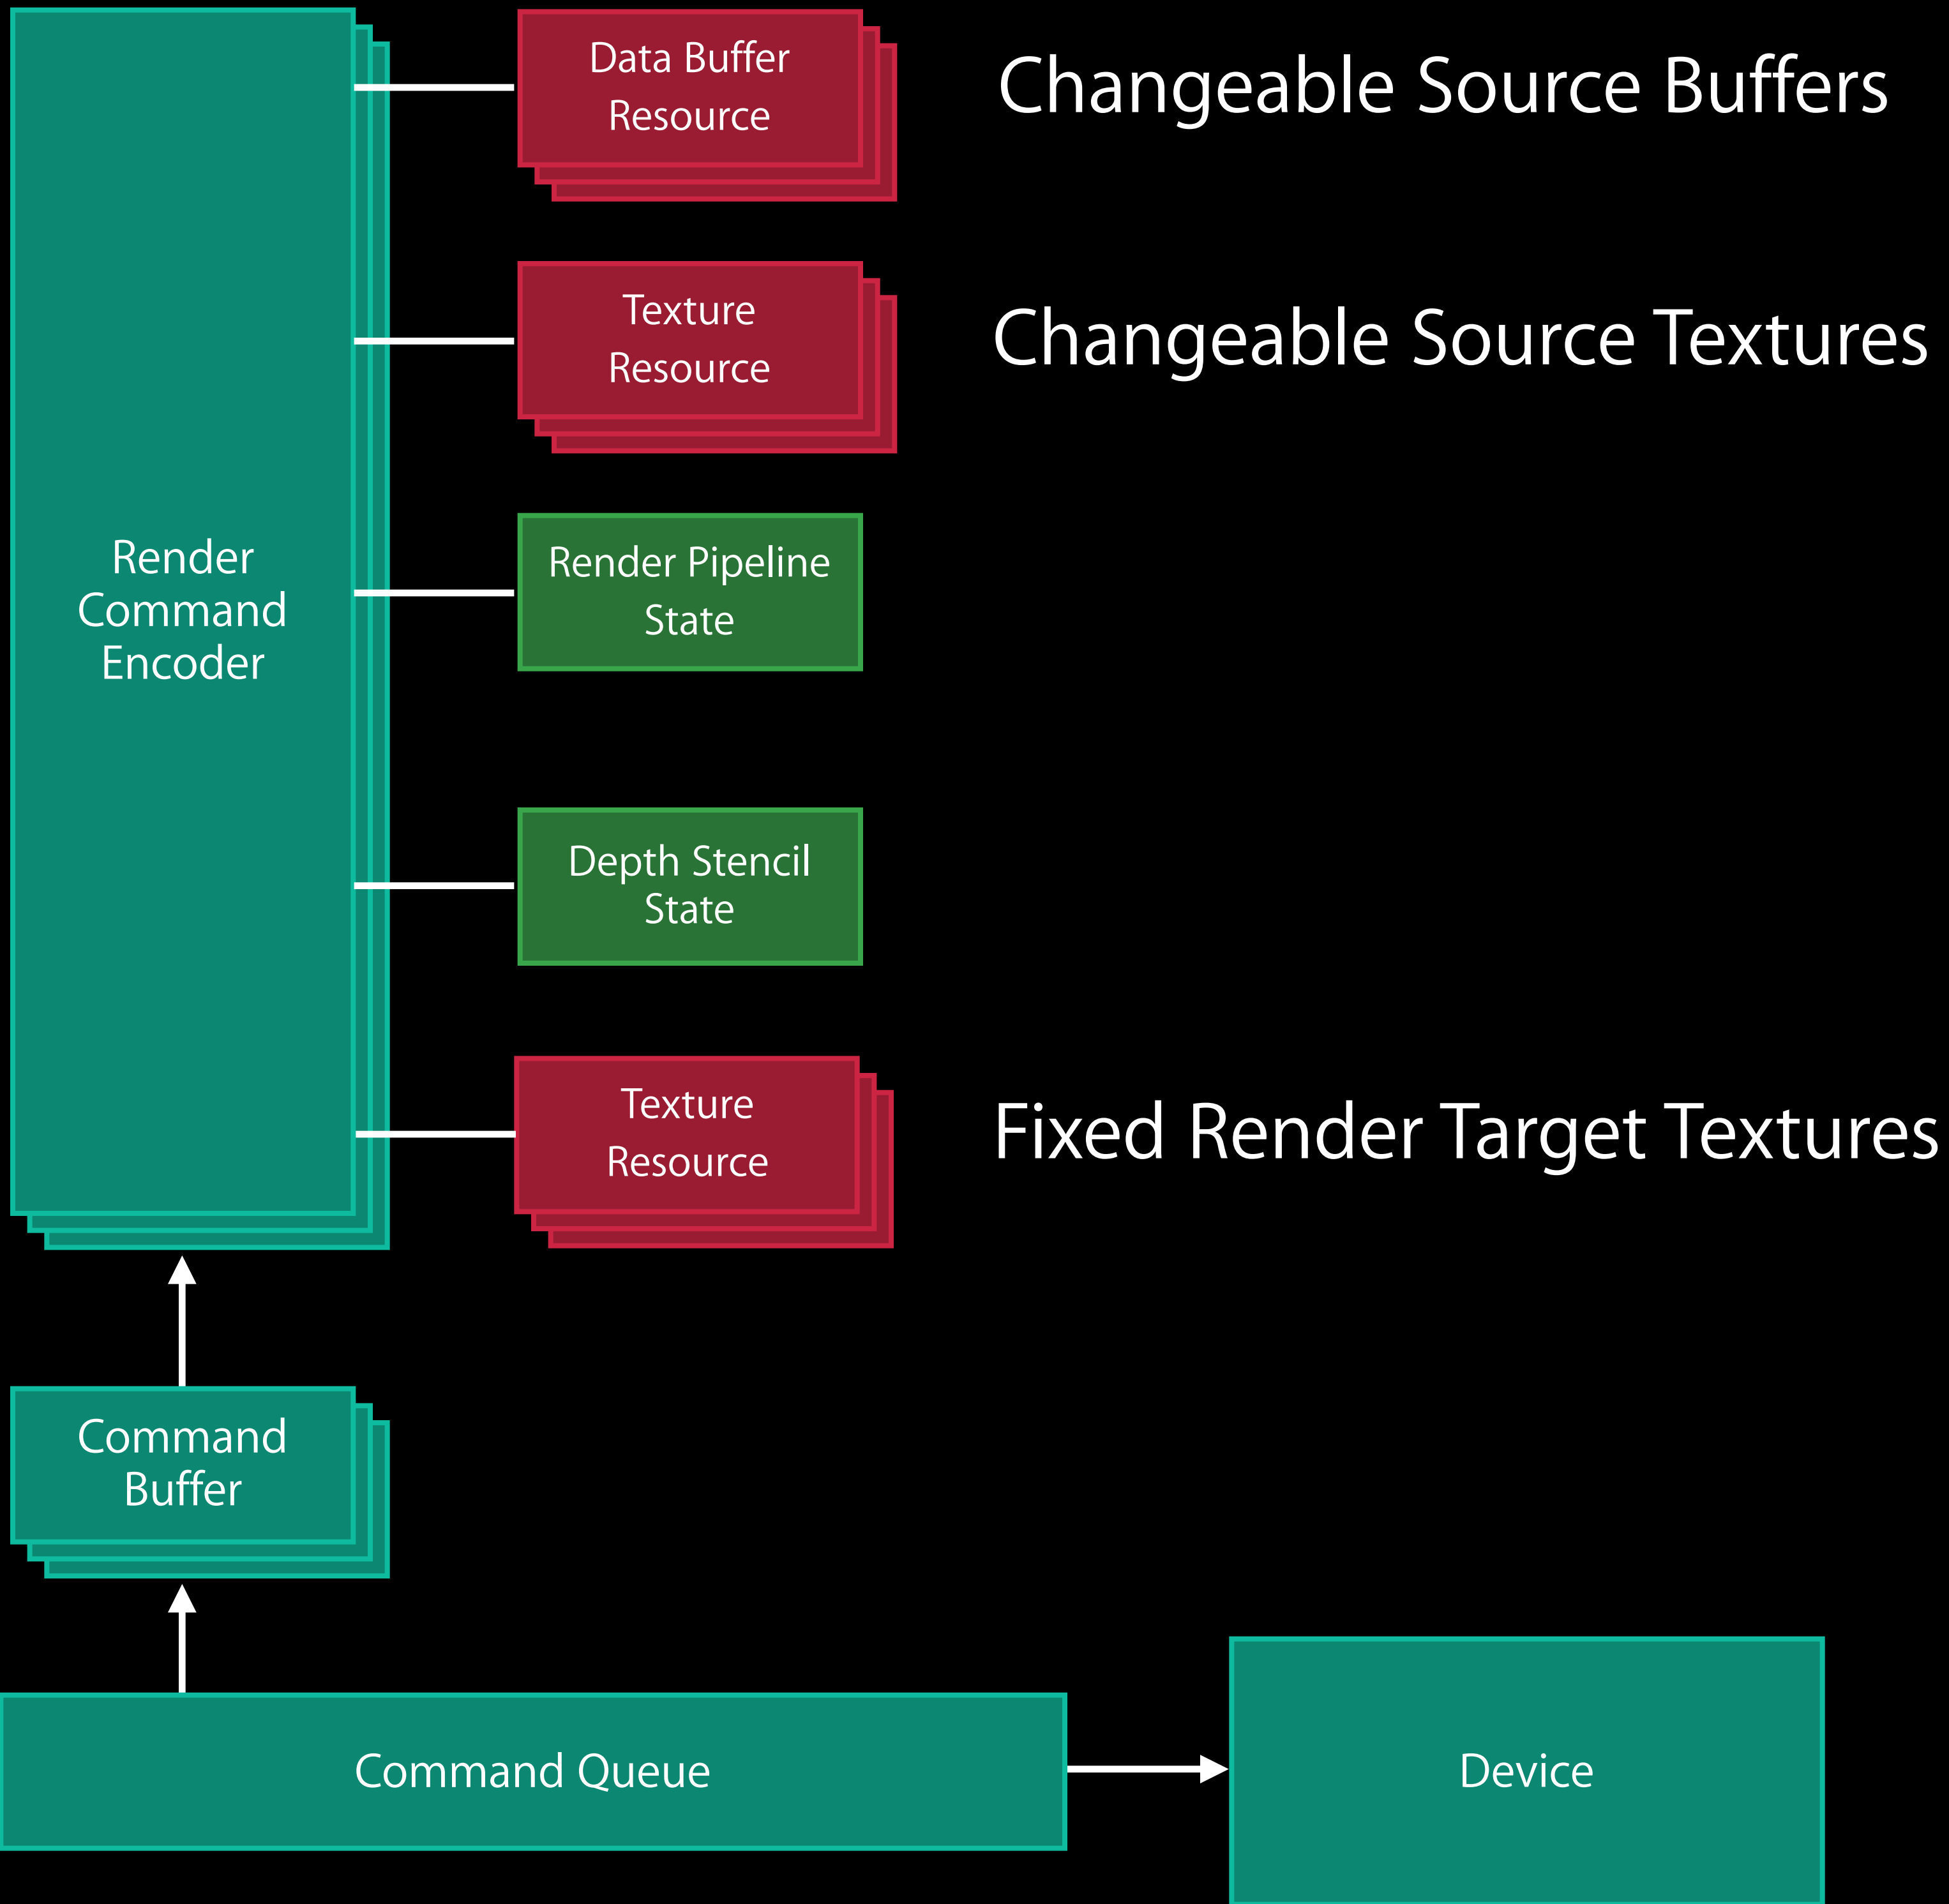 Data Buffer
Resource
Changeable Source Buffers
Texture
Resource
Changeable Source Textures
Render
Command
Encoder
Render Pipeline
State
Depth Stencil
State
Texture
Resource
Fixed Render Target Textures
Command
Buffer
Command Queue
Device